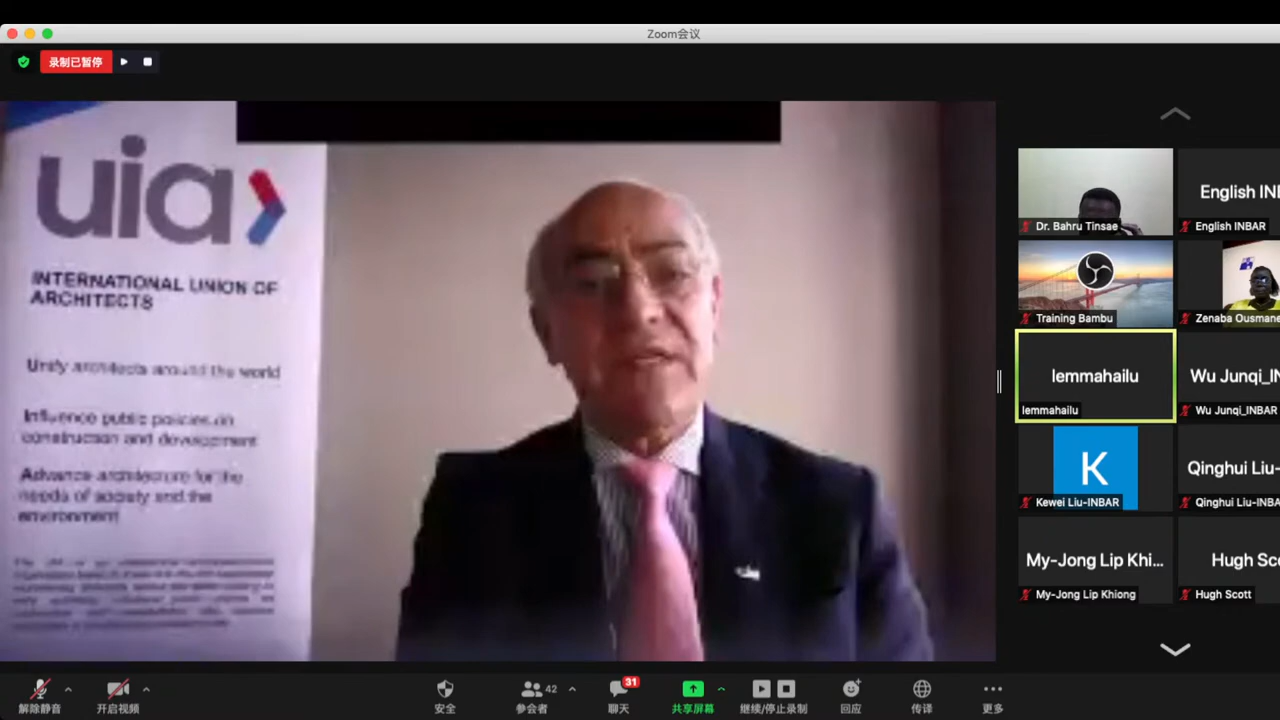 Zoom会议
录制已暂停
uia
INTERNATIONAL UNION OF
ARCHITECTS
Unify architects around the world
Influence public policies on
construction and development
Advance architecture for the
needs of society and the
environment
Dr. Bahru Tinsae
English INI
English INBAR
Training Bambu
Zenaba Ousmane
lemmahailu
lemmahailu
Wu Junqi_IN
Wu Junqi_INBAR
K
Kewei Liu-INBAR
Qinghui Liu-
Qinghui Liu-INBA
My-Jong Lip Khi...
My-Jong Lip Khiong
Hugh Sco
Hugh Scott
解除静音
开启视频
安全
42
参会者
31
聊天
共享屏幕
继续/停止录制
回应
传译
更多